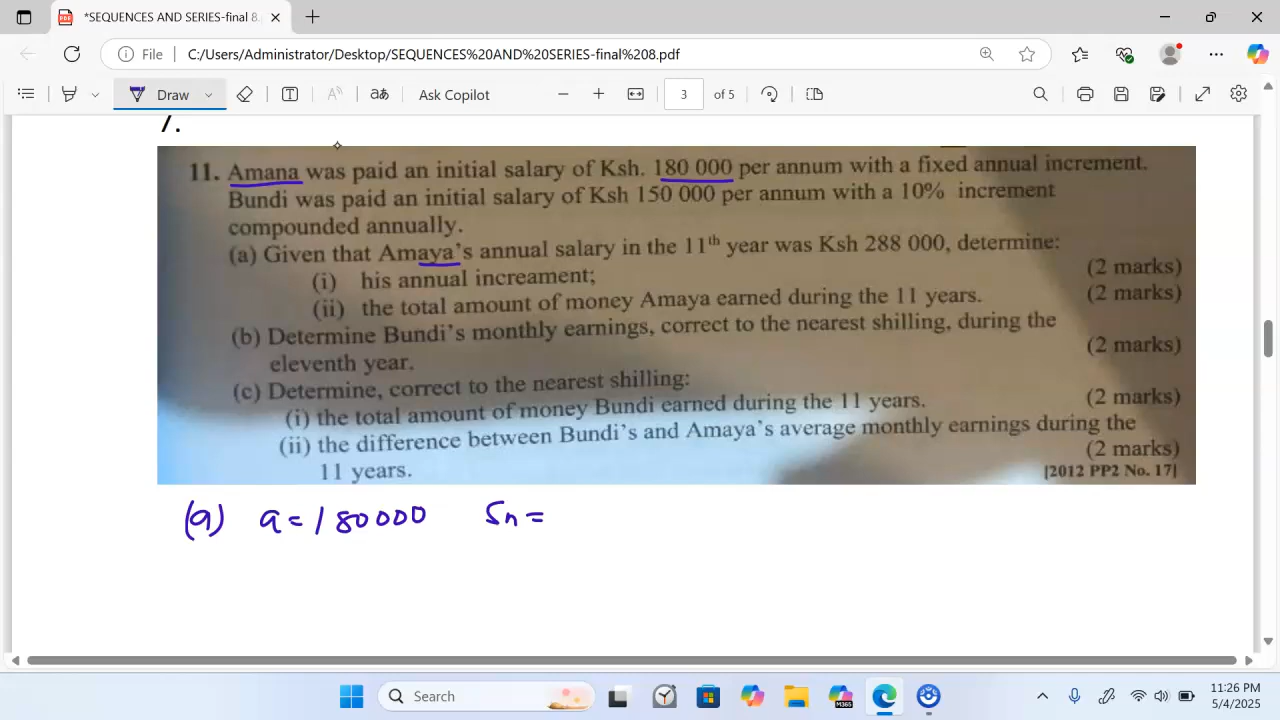 *SEQUENCES AND SERIES-final 8.
File
C:/Users/Administrator/Desktop/SEQUENCES%20AND%20SERIES-final%208.pdf
Draw
Ask Copilot
3
of 5
7.
11. Amana was paid an initial salary of Ksh. 180 000 per annum with a fixed annual increment.
Bundi was paid an initial salary of Ksh 150 000 per annum with a 10% increment
compounded annually.
(a) Given that Amaya's annual salary in the 11th year was Ksh 288 000, determine:
(i) his annual increament; (2 marks)
(ii) the total amount of money Amaya earned during the 11 years. (2 marks)
(b) Determine Bundi's monthly earnings, correct to the nearest shilling, during the
eleventh year. (2 marks)
(c) Determine, correct to the nearest shilling:
(i) the total amount of money Bundi earned during the 11 years. (2 marks)
(ii) the difference between Bundi's and Amaya's average monthly earnings during the
11 years. (2 marks)
[2012 PP2 No. 17]
(a) a = 180000 Sn =
Search
M365
11:26 PM
5/4/2025